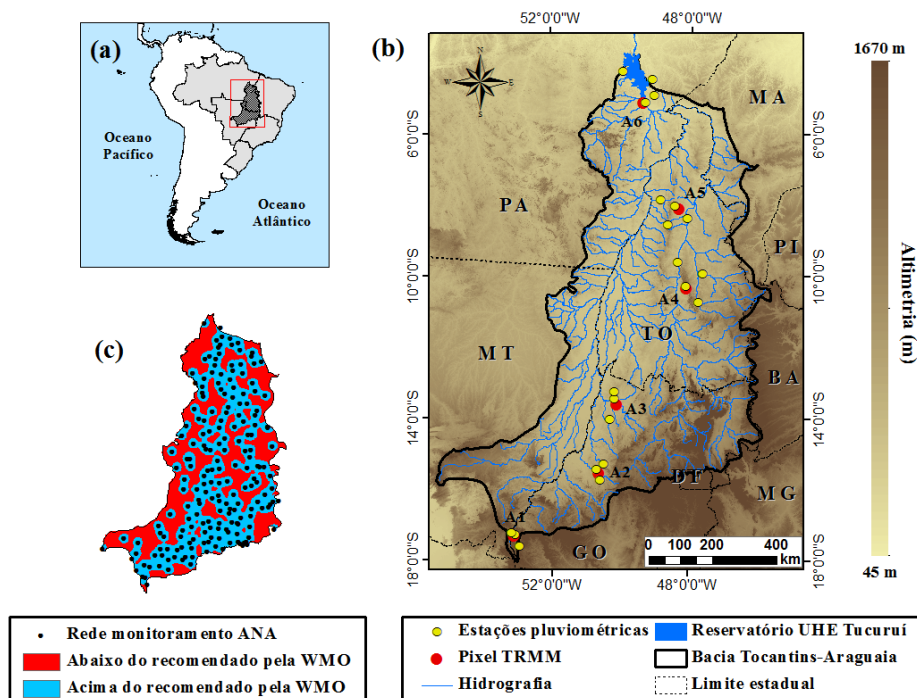 (a)
Oceano
Pacífico
Oceano
Atlântico
(b)
52°0'0"W
48°0'0"W
N
W
E
S
MA
A6
PA
A5
PI
A4
TO
MT
BA
A3
A2
DF
MG
A1
GO
0 100 200 400
km
6°0'0"S
10°0'0"S
14°0'0"S
18°0'0"S
6°0'0"S
10°0'0"S
14°0'0"S
18°0'0"S
52°0'0"W
48°0'0"W
1670 m
Altimetria (m)
45 m
(c)
Rede monitoramento ANA
Abaixo do recomendado pela WMO
Acima do recomendado pela WMO
Estações pluviométricas
Reservatório UHE Tucuruí
Pixel TRMM
Bacia Tocantins-Araguaia
Hidrografia
Limite estadual